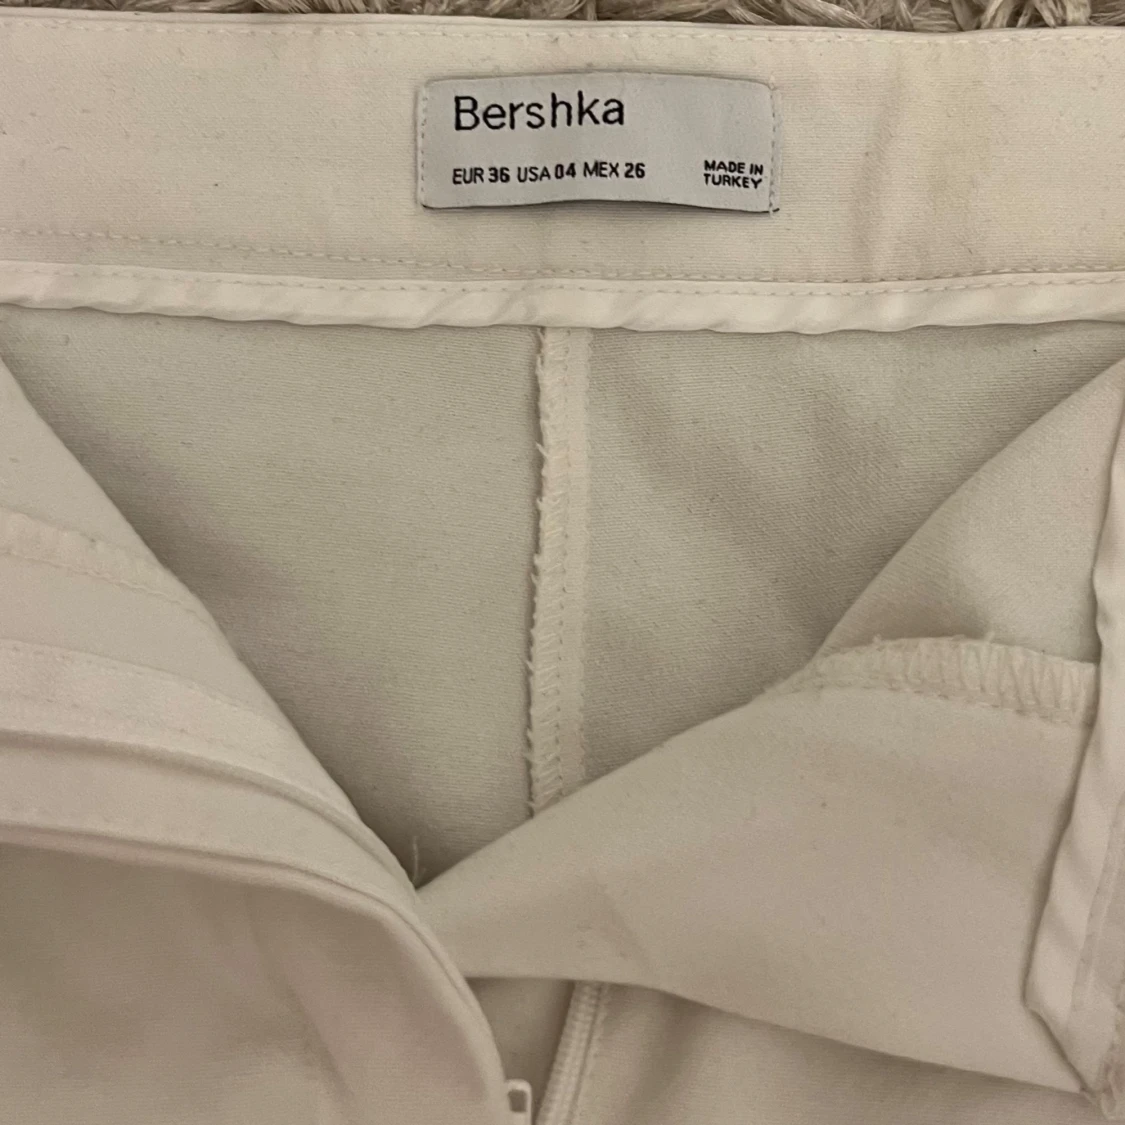 Bershka
EUR 36 USA 04 MEX 26
MADE IN
TURKEY